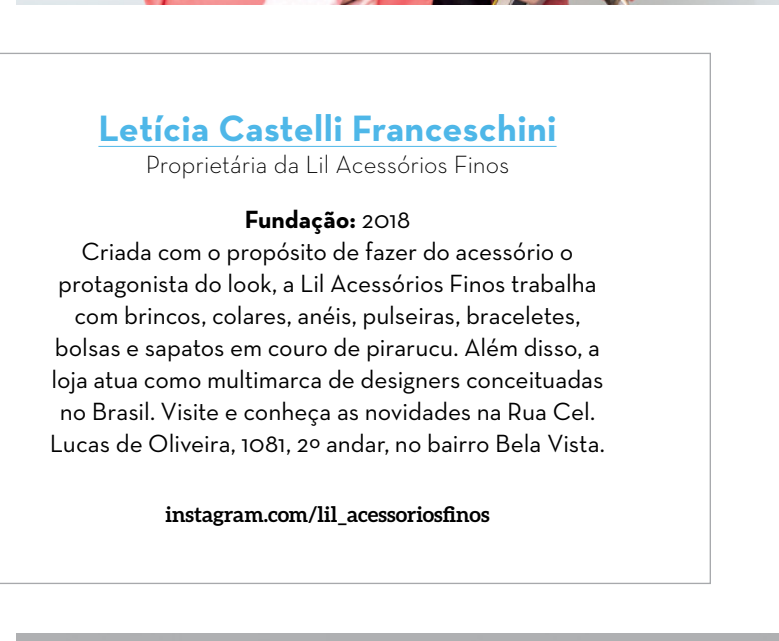 Letícia Castelli Franceschini
Proprietária da Lil Acessórios Finos
Fundação: 2018
Criada com o propósito de fazer do acessório o
protagonista do look, a Lil Acessórios Finos trabalha
com brincos, colares, anéis, pulseiras, braceletes,
bolsas e sapatos em couro de pirarucu. Além disso, a
loja atua como multimarca de designers conceituadas
no Brasil. Visite e conheça as novidades na Rua Cel.
Lucas de Oliveira, 1081, 2º andar, no bairro Bela Vista.
instagram.com/lil_acessoriosfinos